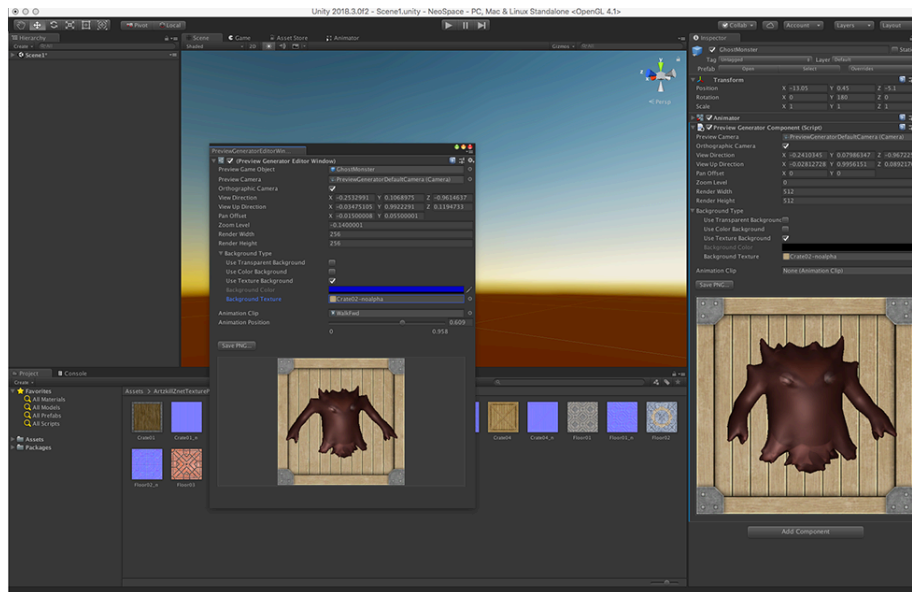 Unity 2018.3.0f2 - Scene1.unity - NeoSpace - PC, Mac & Linux Standalone <OpenGL 4.1>
Pivot Local
Collab Account Layers Layout
Hierarchy
Create
Scene1*
Scene Game Asset Store Animator
Shaded 2D Gizmos
Persp
PreviewGeneratorEditorWin...
(Preview Generator Editor Window)
Preview Game Object GhostMonster
Preview Camera PreviewGeneratorDefaultCamera (Camera)
Orthographic Camera
View Direction X -0.2532991 Y 0.1068975 Z -0.9614637
View Up Direction X -0.03475105 Y 0.9922291 Z 0.1194733
Pan Offset X -0.01500008 Y 0.05500001
Zoom Level -0.1400001
Render Width 256
Render Height 256
Background Type
Use Transparent Background
Use Color Background
Use Texture Background
Background Color
Background Texture Crate02-noalpha
Animation Clip WalkFwd
Animation Position 0.609
0 0.958
Save PNG...
Inspector
GhostMonster
Tag Untagged Layer Default
Prefab Open Select Overrides
Transform
Position X -13.05 Y 0.45 Z -5.1
Rotation X 0 Y 180 Z 0
Scale X 1 Y 1 Z 1
Animator
Preview Generator Component (Script)
Preview Camera PreviewGeneratorDefaultCamera (Camera)
Orthographic Camera
View Direction X -0.2410345 Y 0.07986347
View Up Direction X -0.02812728 Y 0.9956151
Pan Offset X 0 Y 0
Zoom Level 0
Render Width 512
Render Height 512
Background Type
Use Transparent Backgroun
Use Color Background
Use Texture Background
Background Color
Background Texture Crate02-noalpha
Animation Clip None (Animation Clip)
Save PNG...
Add Component
Project Console
Create
Favorites
All Materials
All Models
All Prefabs
All Scripts
Assets
Packages
Assets
Crate01 Crate01_n Crate04 Crate04_n Floor01 Floor01_n Floor02
Floor02_n Floor03